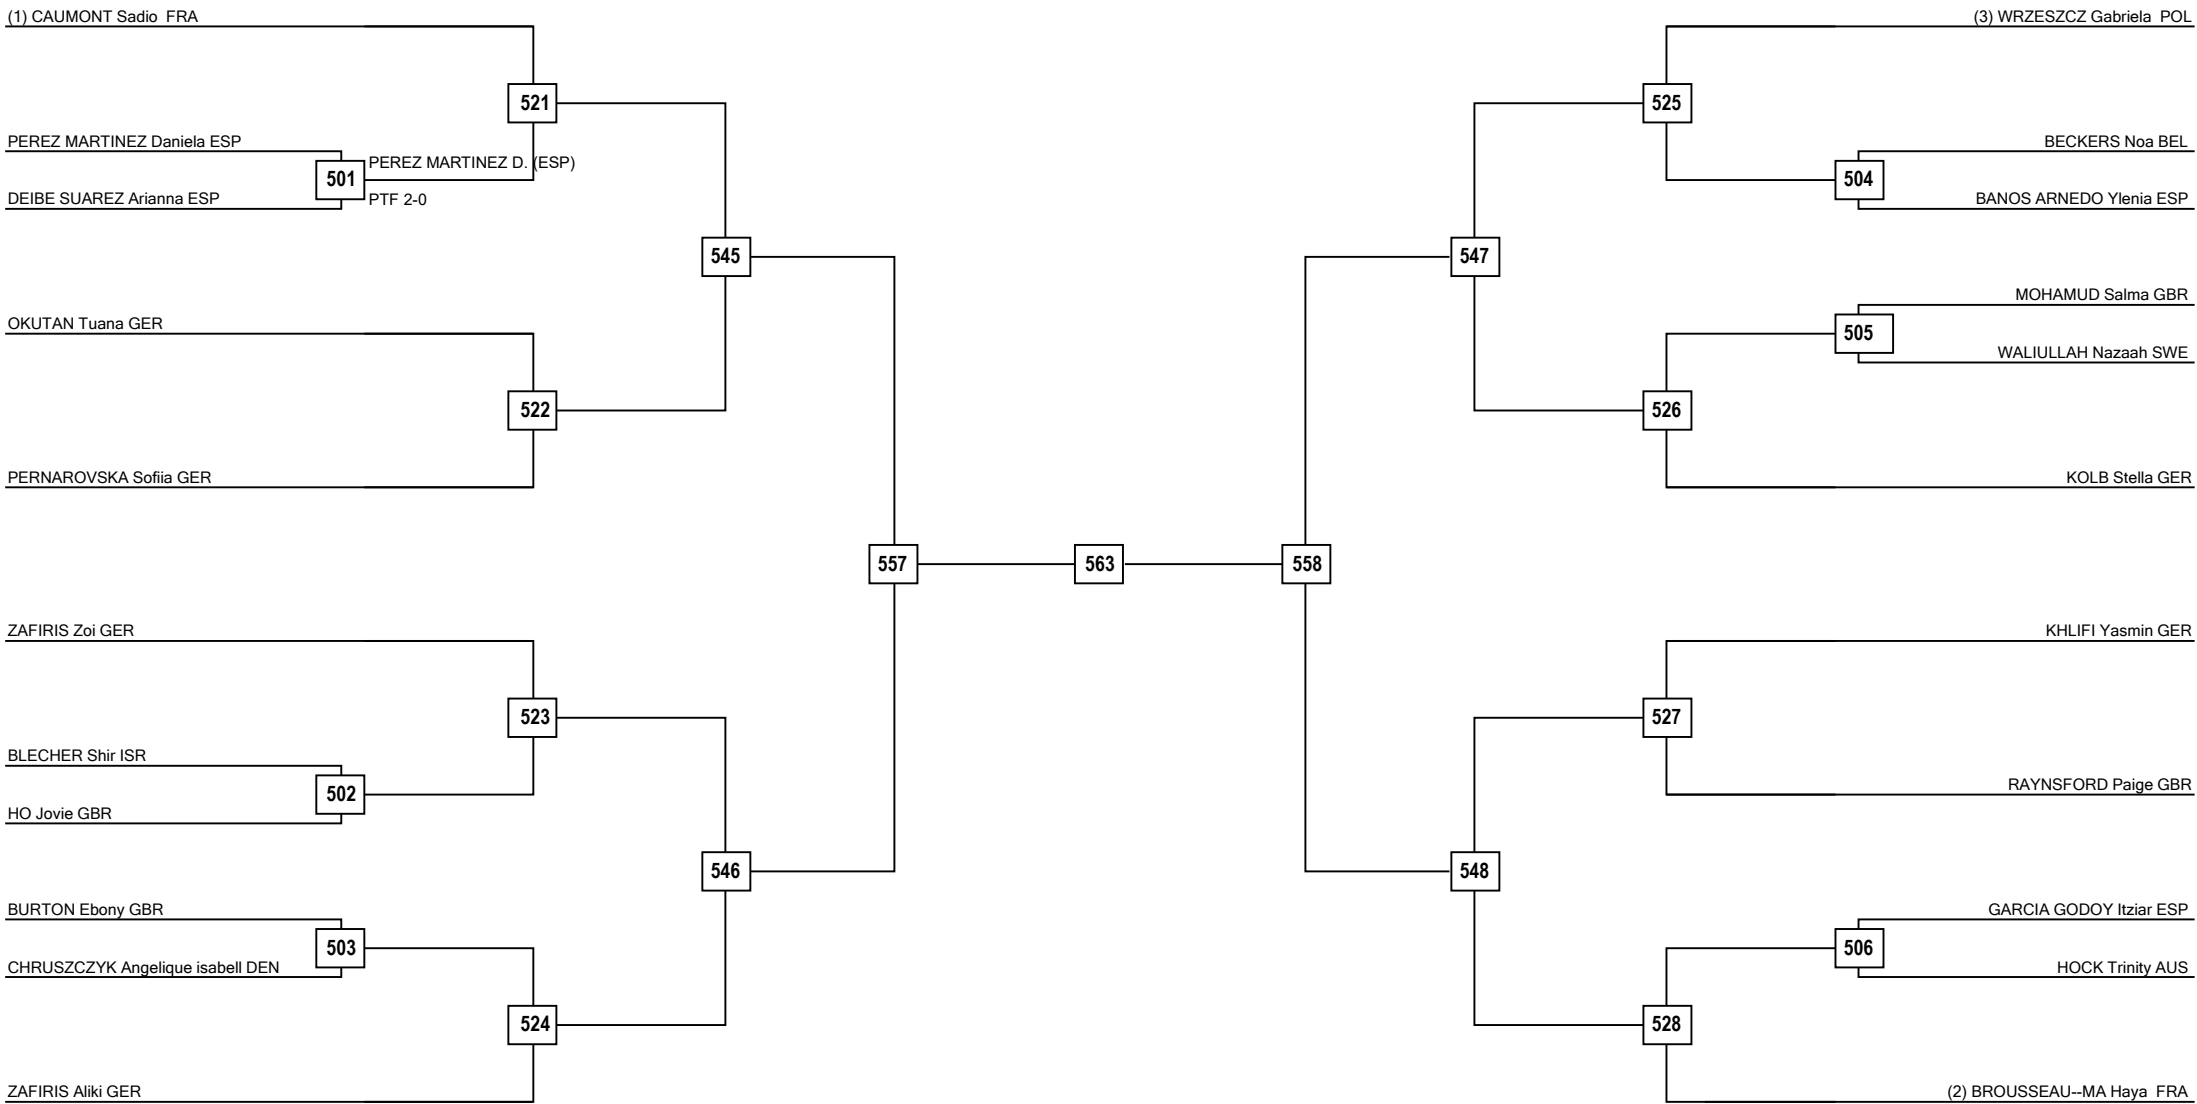 (1) CAUMONT Sadio  FRA
(3) WRZESZCZ Gabriela  POL
521
525
PEREZ MARTINEZ Daniela ESP
BECKERS Noa BEL
PEREZ MARTINEZ D. (ESP)
501
504
DEIBE SUAREZ Arianna ESP
PTF 2-0
BANOS ARNEDO Ylenia ESP
545
547
MOHAMUD Salma GBR
OKUTAN Tuana GER
505
WALIULLAH Nazaah SWE
522
526
PERNAROVSKA Sofiia GER
KOLB Stella GER
557
563
558
ZAFIRIS Zoi GER
KHLIFI Yasmin GER
523
527
BLECHER Shir ISR
502
RAYNSFORD Paige GBR
HO Jovie GBR
546
548
BURTON Ebony GBR
GARCIA GODOY Itziar ESP
503
506
CHRUSZCZYK Angelique isabell DEN
HOCK Trinity AUS
524
528
ZAFIRIS Aliki GER
(2) BROUSSEAU--MA Haya  FRA